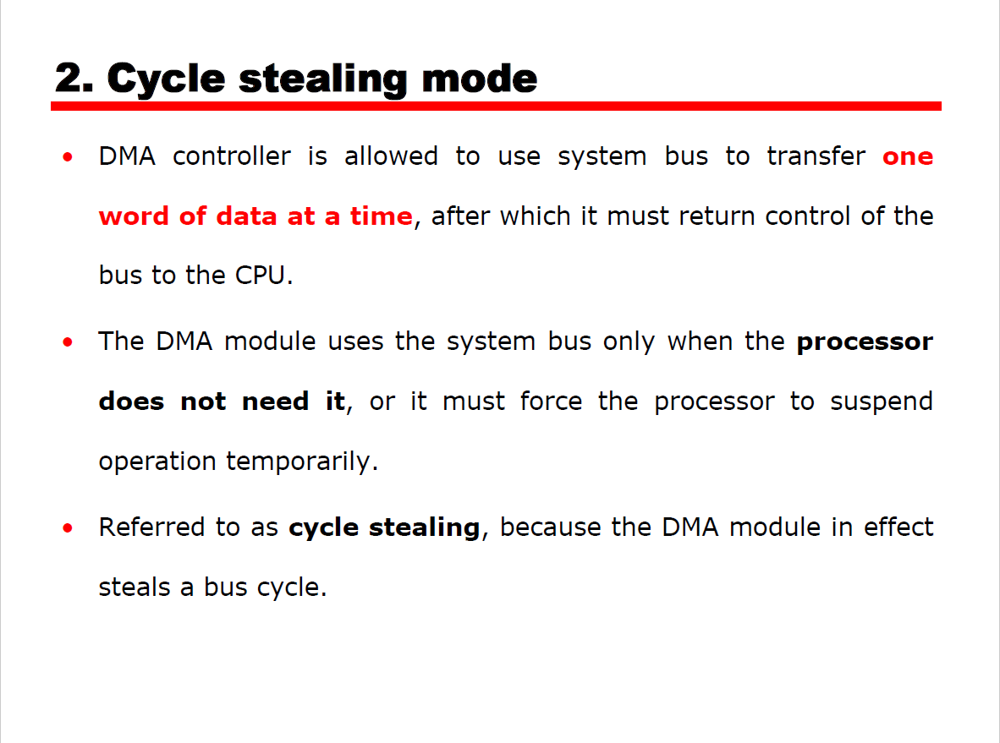 2. Cycle stealing mode
• DMA controller is allowed to use system bus to transfer one
word of data at a time, after which it must return control of the
bus to the CPU.
• The DMA module uses the system bus only when the processor
does not need it, or it must force the processor to suspend
operation temporarily.
• Referred to as cycle stealing, because the DMA module in effect
steals a bus cycle.